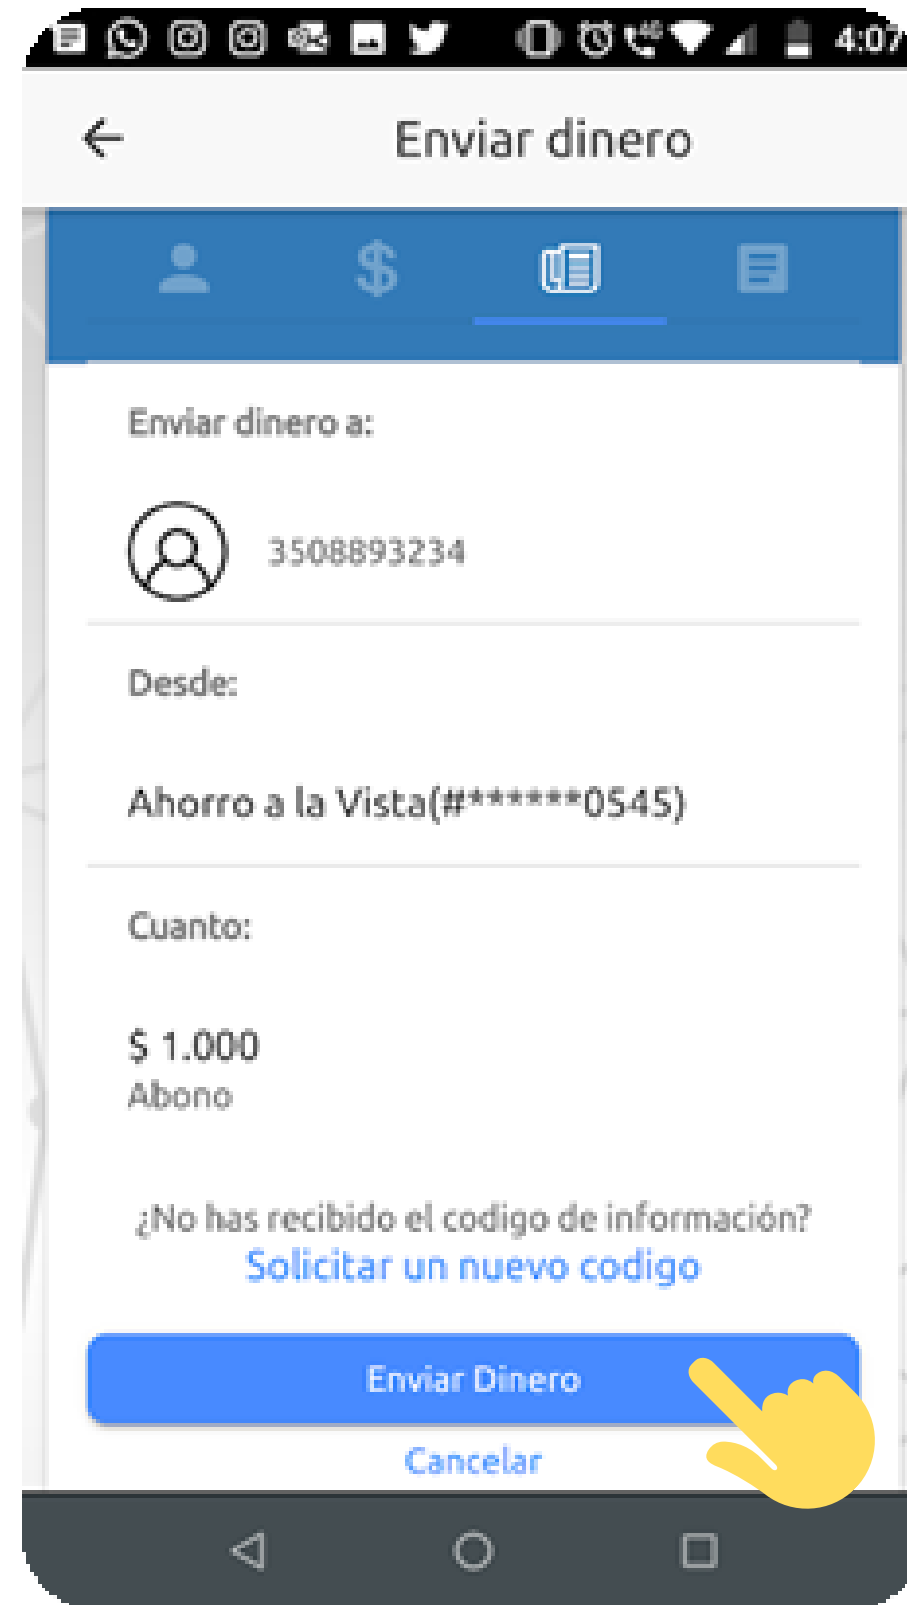 4:07
Enviar dinero
Enviar dinero a:
3508893234
Desde:
Ahorro a la Vista(#******0545)
Cuanto:
$ 1.000
Abono
¿No has recibido el codigo de información?
Solicitar un nuevo codigo
Enviar Dinero
Cancelar